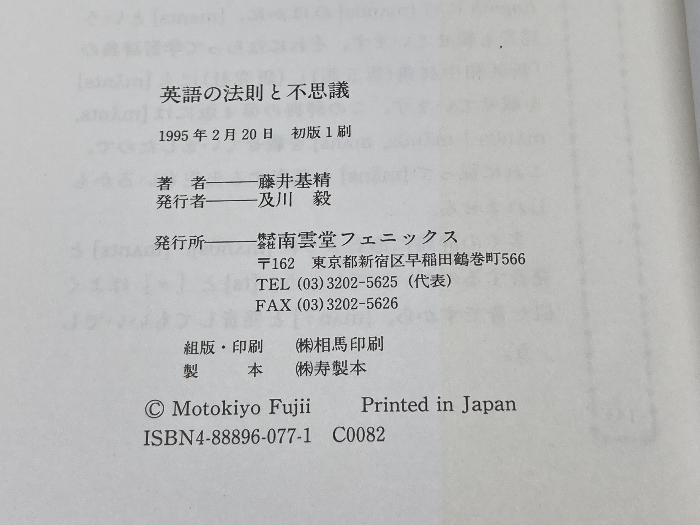 英語の法則と不思議
1995年2月20日 初版1刷
著 者――藤井基精
発行者――及川 毅
発行所――株式会社南雲堂フェニックス
〒162 東京都新宿区早稲田鶴巻町566
TEL (03)3202-5625 (代表)
FAX (03)3202-5626
組版・印刷 ㈱相馬印刷
製 本 ㈱寿製本
© Motokiyo Fujii Printed in Japan
ISBN4-88896-077-1 C0082